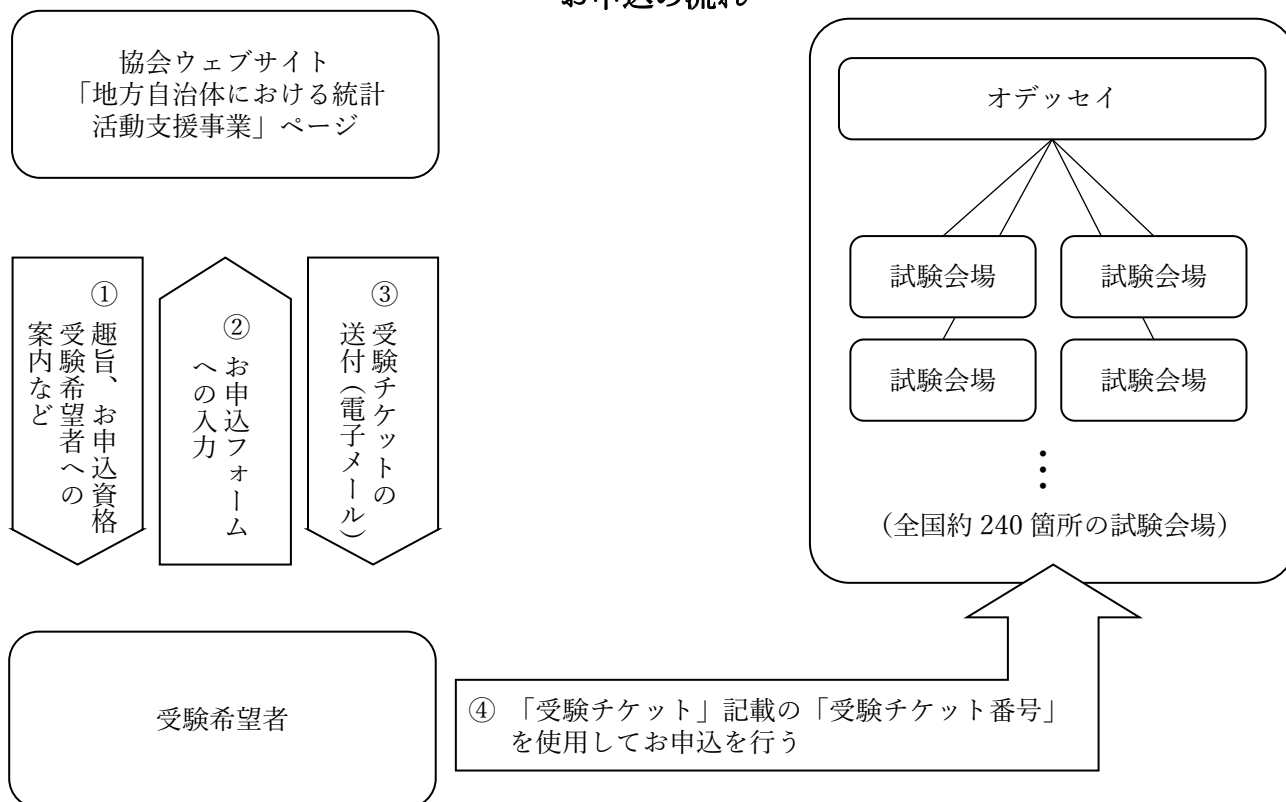 お申込の流れ
協会ウェブサイト
「地方自治体における統計
活動支援事業」ページ
オデッセイ
試験会場
試験会場
試験会場
試験会場
⋮
（全国約 240 箇所の試験会場）
① 趣旨、お申込資格
受験希望者への
案内など
② お申込フォーム
への入力
③ 受験チケットの
送付（電子メール）
受験希望者
④ 「受験チケット」記載の「受験チケット番号」
を使用してお申込を行う